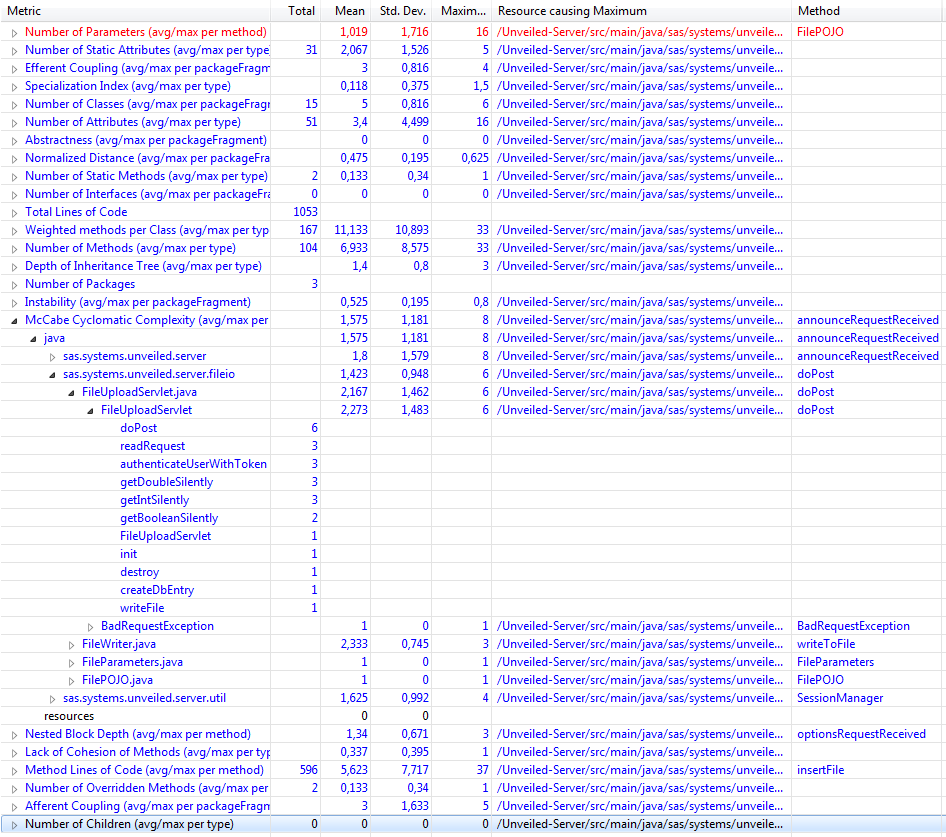 Metric Total Mean Std. Dev. Maxim... Resource causing Maximum Method
Number of Parameters (avg/max per method) 1,019 1,716 16 /Unveiled-Server/src/main/java/sas/systems/unveile... FilePOJO
Number of Static Attributes (avg/max per type 31 2,067 1,526 5 /Unveiled-Server/src/main/java/sas/systems/unveile...
Efferent Coupling (avg/max per packageFragm 3 0,816 4 /Unveiled-Server/src/main/java/sas/systems/unveile...
Specialization Index (avg/max per type) 0,118 0,375 1,5 /Unveiled-Server/src/main/java/sas/systems/unveile...
Number of Classes (avg/max per packageFragr 15 5 0,816 6 /Unveiled-Server/src/main/java/sas/systems/unveile...
Number of Attributes (avg/max per type) 51 3,4 4,499 16 /Unveiled-Server/src/main/java/sas/systems/unveile...
Abstractness (avg/max per packageFragment) 0 0 0 /Unveiled-Server/src/main/java/sas/systems/unveile...
Normalized Distance (avg/max per packageFra 0,475 0,195 0,625 /Unveiled-Server/src/main/java/sas/systems/unveile...
Number of Static Methods (avg/max per type) 2 0,133 0,34 1 /Unveiled-Server/src/main/java/sas/systems/unveile...
Number of Interfaces (avg/max per packageFra 0 0 0 0 /Unveiled-Server/src/main/java/sas/systems/unveile...
Total Lines of Code 1053
Weighted methods per Class (avg/max per typ 167 11,133 10,893 33 /Unveiled-Server/src/main/java/sas/systems/unveile...
Number of Methods (avg/max per type) 104 6,933 8,575 33 /Unveiled-Server/src/main/java/sas/systems/unveile...
Depth of Inheritance Tree (avg/max per type) 1,4 0,8 3 /Unveiled-Server/src/main/java/sas/systems/unveile...
Number of Packages 3
Instability (avg/max per packageFragment) 0,525 0,195 0,8 /Unveiled-Server/src/main/java/sas/systems/unveile...
McCabe Cyclomatic Complexity (avg/max per 1,575 1,181 8 /Unveiled-Server/src/main/java/sas/systems/unveile... announceRequestReceived
java 1,575 1,181 8 /Unveiled-Server/src/main/java/sas/systems/unveile... announceRequestReceived
sas.systems.unveiled.server 1,8 1,579 8 /Unveiled-Server/src/main/java/sas/systems/unveile... announceRequestReceived
sas.systems.unveiled.server.fileio 1,423 0,948 6 /Unveiled-Server/src/main/java/sas/systems/unveile... doPost
FileUploadServlet.java 2,167 1,462 6 /Unveiled-Server/src/main/java/sas/systems/unveile... doPost
FileUploadServlet 2,273 1,483 6 /Unveiled-Server/src/main/java/sas/systems/unveile... doPost
doPost 6
readRequest 3
authenticateUserWithToken 3
getDoubleSilently 3
getIntSilently 3
getBooleanSilently 2
FileUploadServlet 1
init 1
destroy 1
createDbEntry 1
writeFile 1
BadRequestException 1 0 1 /Unveiled-Server/src/main/java/sas/systems/unveile... BadRequestException
FileWriter.java 2,333 0,745 3 /Unveiled-Server/src/main/java/sas/systems/unveile... writeToFile
FileParameters.java 1 0 1 /Unveiled-Server/src/main/java/sas/systems/unveile... FileParameters
FilePOJO.java 1 0 1 /Unveiled-Server/src/main/java/sas/systems/unveile... FilePOJO
sas.systems.unveiled.server.util 1,625 0,992 4 /Unveiled-Server/src/main/java/sas/systems/unveile... SessionManager
resources 0 0
Nested Block Depth (avg/max per method) 1,34 0,671 3 /Unveiled-Server/src/main/java/sas/systems/unveile... optionsRequestReceived
Lack of Cohesion of Methods (avg/max per typ 0,337 0,395 1 /Unveiled-Server/src/main/java/sas/systems/unveile...
Method Lines of Code (avg/max per method) 596 5,623 7,717 37 /Unveiled-Server/src/main/java/sas/systems/unveile... insertFile
Number of Overridden Methods (avg/max per 2 0,133 0,34 1 /Unveiled-Server/src/main/java/sas/systems/unveile...
Afferent Coupling (avg/max per packageFragm 3 1,633 5 /Unveiled-Server/src/main/java/sas/systems/unveile...
Number of Children (avg/max per type) 0 0 0 0 /Unveiled-Server/src/main/java/sas/systems/unveile...